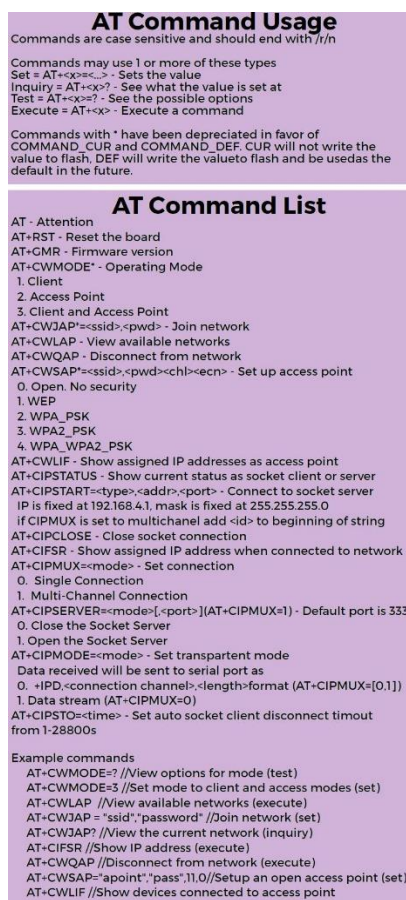 AT Command Usage
Commands are case sensitive and should end with /r/n
Commands may use 1 or more of these types
Set = AT+<x>=<...> - Sets the value
Inquiry = AT+<x>? - See what the value is set at
Test = AT+<x>=? - See the possible options
Execute = AT+<x> - Execute a command
Commands with * have been depreciated in favor of
COMMAND_CUR and COMMAND_DEF. CUR will not write the
value to flash, DEF will write the valueto flash and be usedas the
default in the future.
AT Command List
AT - Attention
AT+RST - Reset the board
AT+GMR - Firmware version
AT+CWMODE* - Operating Mode
1. Client
2. Access Point
3. Client and Access Point
AT+CWJAP*=<ssid>,<pwd> - Join network
AT+CWLAP - View available networks
AT+CWQAP - Disconnect from network
AT+CWSAP*=<ssid>,<pwd><chl><ecn> - Set up access point
0. Open. No security
1. WEP
2. WPA_PSK
3. WPA2_PSK
4. WPA_WPA2_PSK
AT+CWLIF - Show assigned IP addresses as access point
AT+CIPSTATUS - Show current status as socket client or server
AT+CIPSTART=<type>,<addr>,<port> - Connect to socket server
IP is fixed at 192.168.4.1, mask is fixed at 255.255.255.0
if CIPMUX is set to multichanel add <id> to beginning of string
AT+CIPCLOSE - Close socket connection
AT+CIFSR - Show assigned IP address when connected to network
AT+CIPMUX=<mode> - Set connection
0. Single Connection
1. Multi-Channel Connection
AT+CIPSERVER=<mode>[,<port>](AT+CIPMUX=1) - Default port is 333
0. Close the Socket Server
1. Open the Socket Server
AT+CIPMODE=<mode> - Set transpartent mode
Data received will be sent to serial port as
0. +IPD,<connection channel>,<length>format (AT+CIPMUX=[0,1])
1. Data stream (AT+CIPMUX=0)
AT+CIPSTO=<time> - Set auto socket client disconnect timout
from 1-28800s
Example commands
AT+CWMODE=? //View options for mode (test)
AT+CWMODE=3 //Set mode to client and access modes (set)
AT+CWLAP //View available networks (execute)
AT+CWJAP = "ssid","password" //Join network (set)
AT+CWJAP? //View the current network (inquiry)
AT+CIFSR //Show IP address (execute)
AT+CWQAP //Disconnect from network (execute)
AT+CWSAP="apoint","pass",11,0//Setup an open access point (set)
AT+CWLIF //Show devices connected to access point